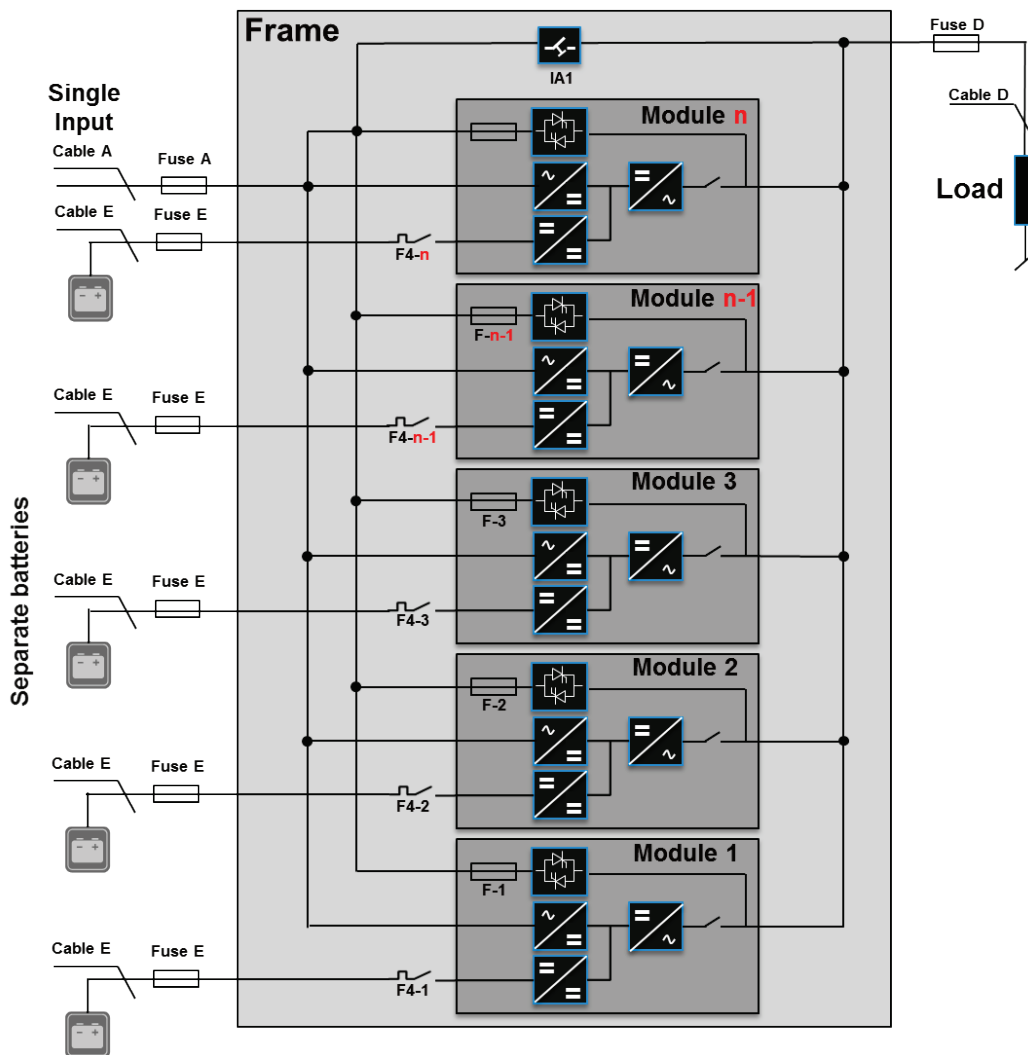 Frame
Fuse D
IA1
Single
Input
Cable D
Module n
Cable A
Fuse A
Load
Cable E
Fuse E
F4-n
Module n-1
F-n-1
Cable E
Fuse E
F4-n-1
Module 3
F-3
Separate batteries
Cable E
Fuse E
F4-3
Module 2
F-2
Cable E
Fuse E
F4-2
Module 1
F-1
Cable E
Fuse E
F4-1